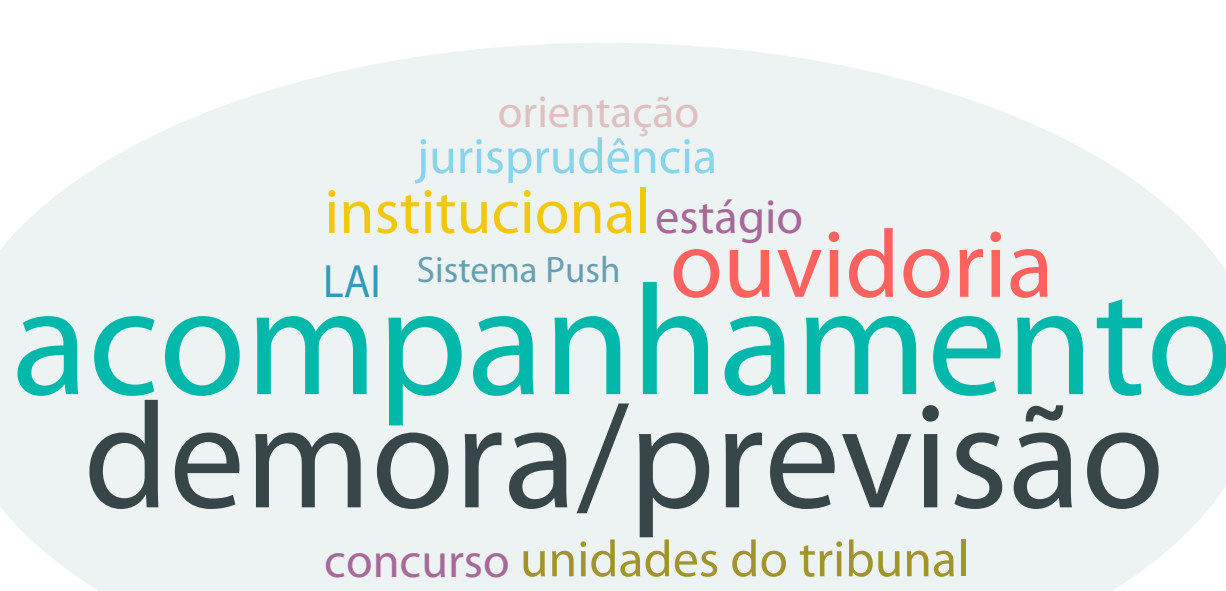 orientação
jurisprudência
institucional estágio
ouvidoria
LAI Sistema Push
acompanhamento
demora/previsão
concurso unidades do tribunal